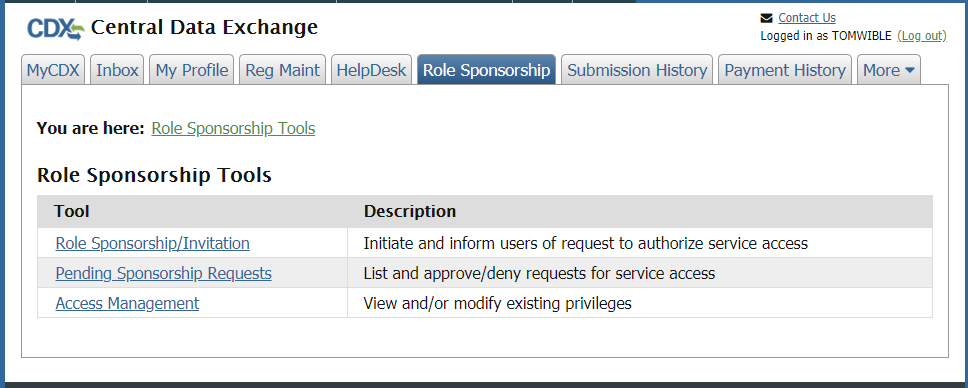 CDX Central Data Exchange
Contact Us
Logged in as TOMWIBLE (Log out)
MyCDX Inbox My Profile Reg Maint HelpDesk Role Sponsorship Submission History Payment History More
You are here: Role Sponsorship Tools
Role Sponsorship Tools
Tool Description
Role Sponsorship/Invitation Initiate and inform users of request to authorize service access
Pending Sponsorship Requests List and approve/deny requests for service access
Access Management View and/or modify existing privileges